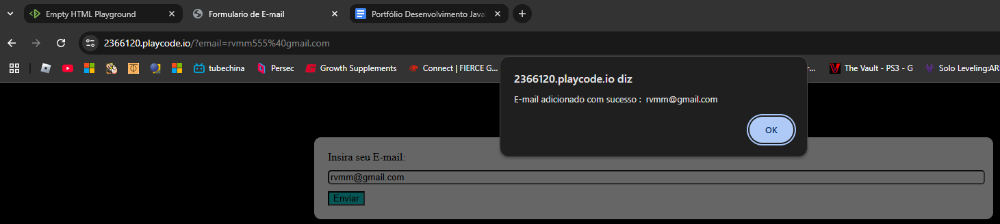 Empty HTML Playground
Formulario de E-mail
Portfólio Desenvolvimento Java
2366120.playcode.io/?email=rvmm555%40gmail.com
tubechina
Persec
Growth Supplements
Connect | FIERCE G...
r...
The Vault - PS3 - G
Solo Leveling:AR
2366120.playcode.io diz
E-mail adicionado com sucesso : rvmm@gmail.com
OK
Insira seu E-mail:
rvmm@gmail.com
Enviar